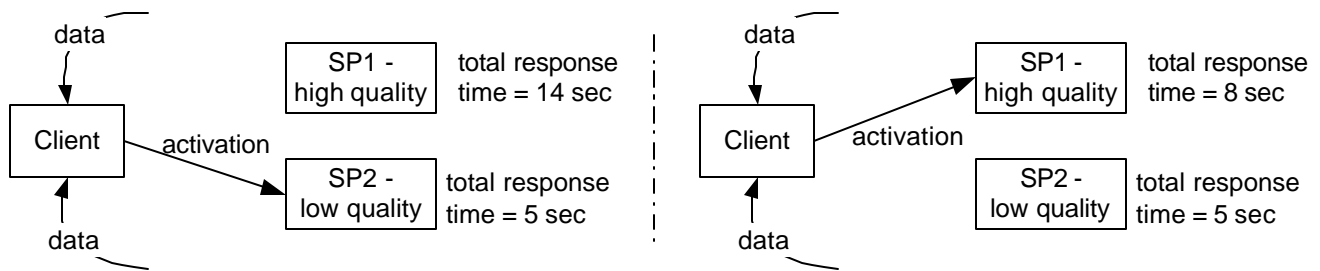 data
SP1 -
high quality
total response
time = 14 sec
Client
activation
SP2 -
low quality
total response
time = 5 sec
data
data
SP1 -
high quality
total response
time = 8 sec
Client
activation
SP2 -
low quality
total response
time = 5 sec
data